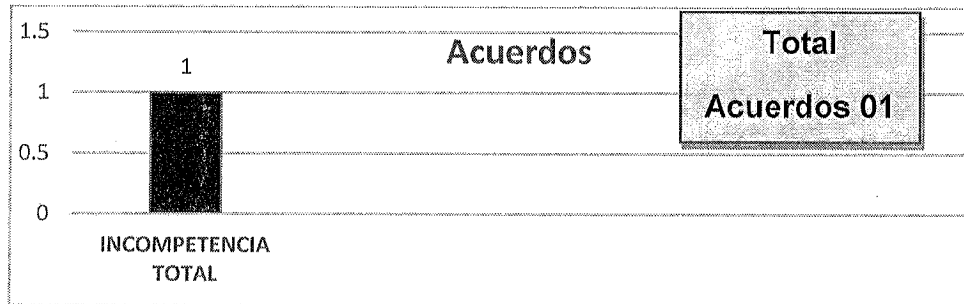 Acuerdos
Total
Acuerdos 01
1.5
1
0.5
0
1
INCOMPETENCIA
TOTAL